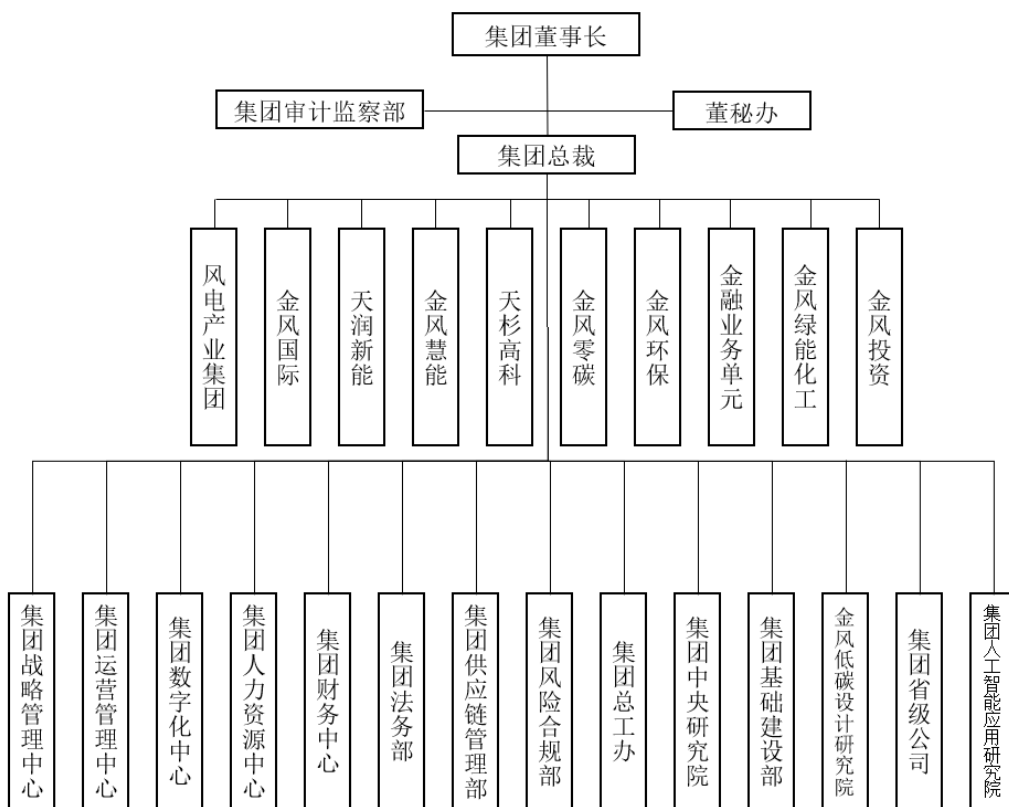 集团董事长
集团审计监察部
董秘办
集团总裁
风电产业集团
金风国际
天润新能
金风慧能
天杉高科
金风零碳
金风环保
金融业务单元
金风绿能化工
金风投资
集团战略管理中心
集团运营管理中心
集团数字化中心
集团人力资源中心
集团财务中心
集团法务部
集团供应链管理部
集团风险合规部
集团总工办
集团中央研究院
集团基础建设部
金风低碳设计研究院
集团省级公司
集团人工智能应用研究院